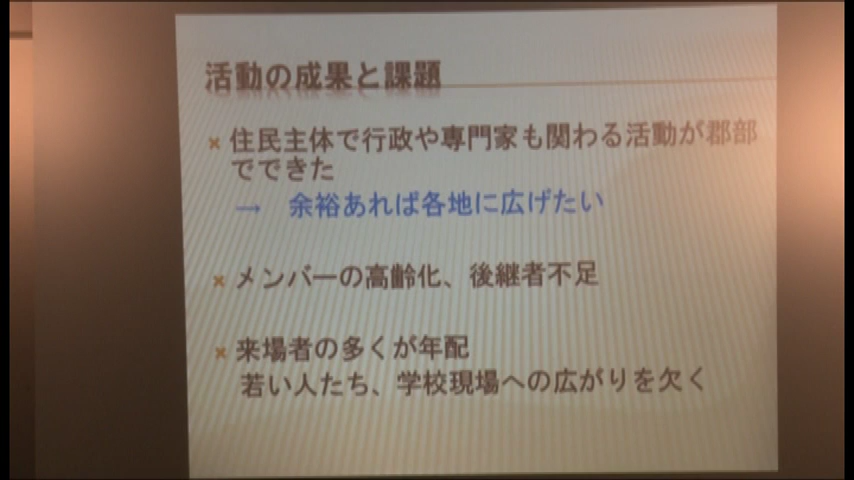 活動の成果と課題
× 住民主体で行政や専門家も関わる活動が郡部
でできた
→ 余裕あれば各地に広げたい
× メンバーの高齢化、後継者不足
× 来場者の多くが年配
若い人たち、学校現場への広がりを欠く